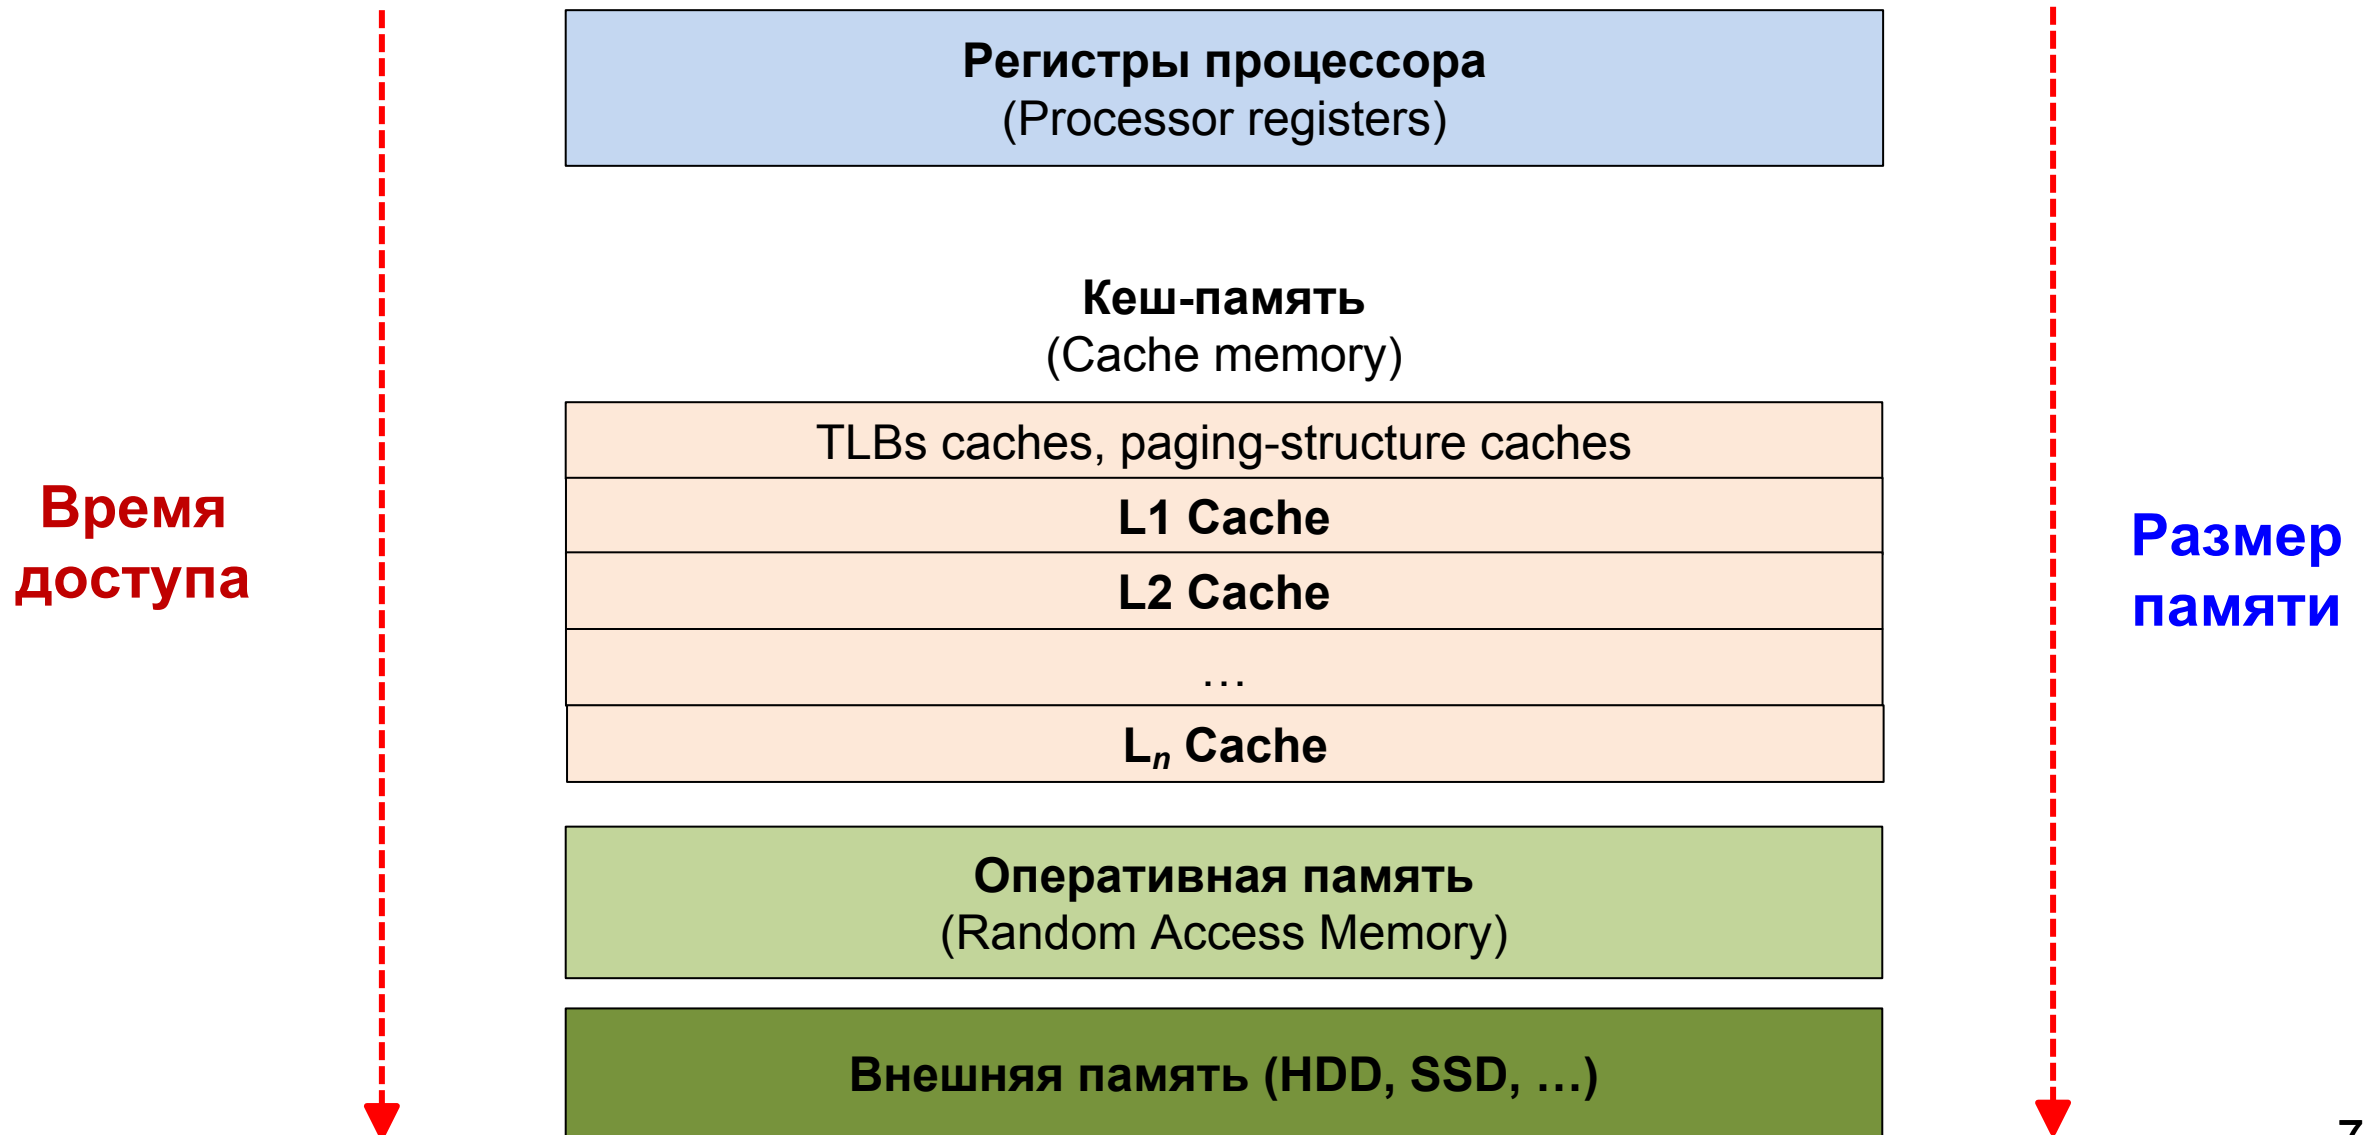 Регистры процессора
(Processor registers)
Кеш-память
(Cache memory)
TLBs caches, paging-structure caches
L1 Cache
L2 Cache
…
Ln Cache
Оперативная память
(Random Access Memory)
Внешняя память (HDD, SSD, …)
Время
доступа
Размер
памяти
7